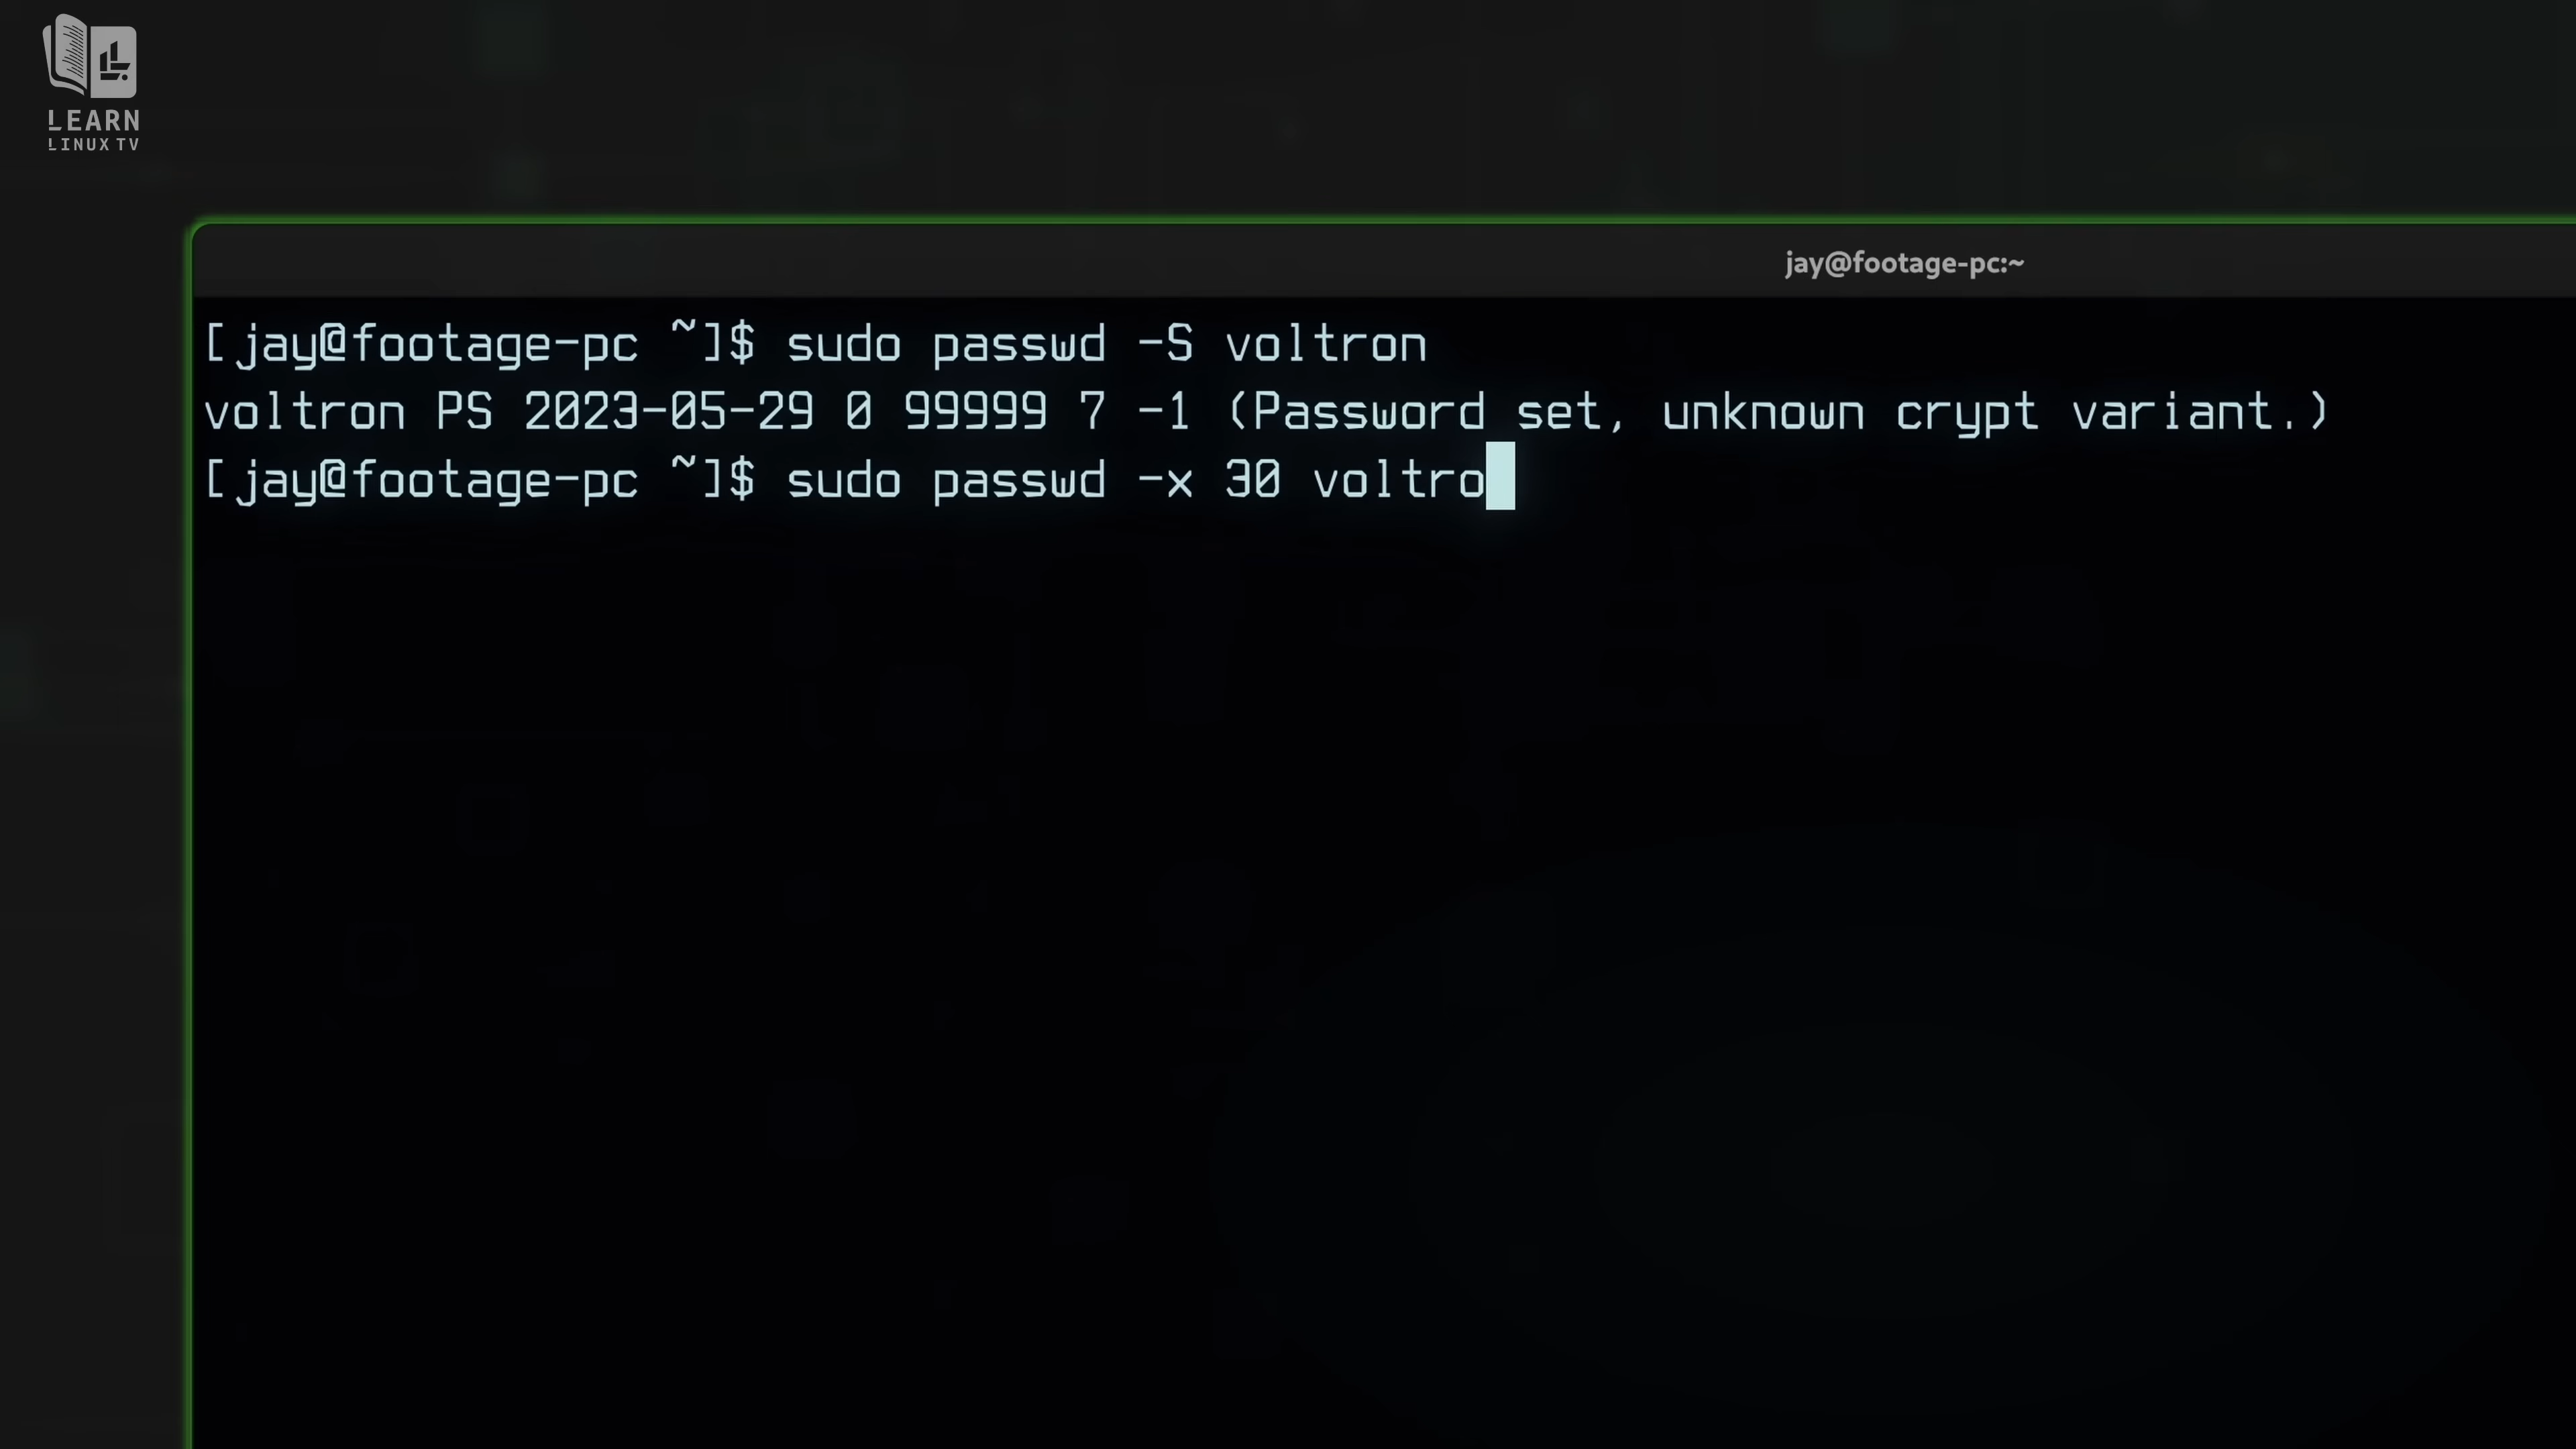 LEARN
LINUX TV
jay@footage-pc:~
[jay@footage-pc ~]$ sudo passwd -S voltron
voltron PS 2023-05-29 0 99999 7 -1 (Password set, unknown crypt variant.)
[jay@footage-pc ~]$ sudo passwd -x 30 voltro